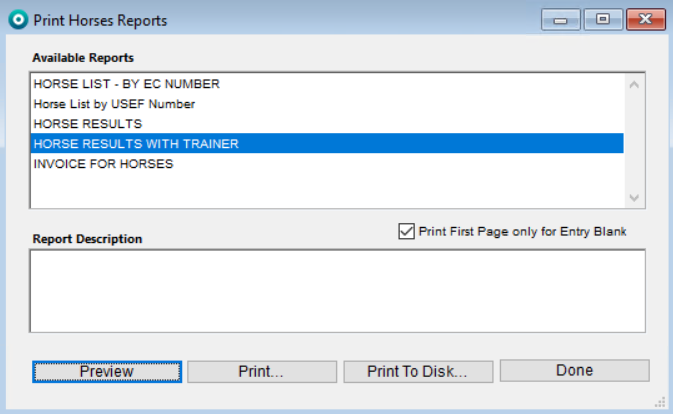 Print Horses Reports
Available Reports
HORSE LIST - BY EC NUMBER
Horse List by USEF Number
HORSE RESULTS
HORSE RESULTS WITH TRAINER
INVOICE FOR HORSES
Print First Page only for Entry Blank
Report Description
Preview Print... Print To Disk... Done